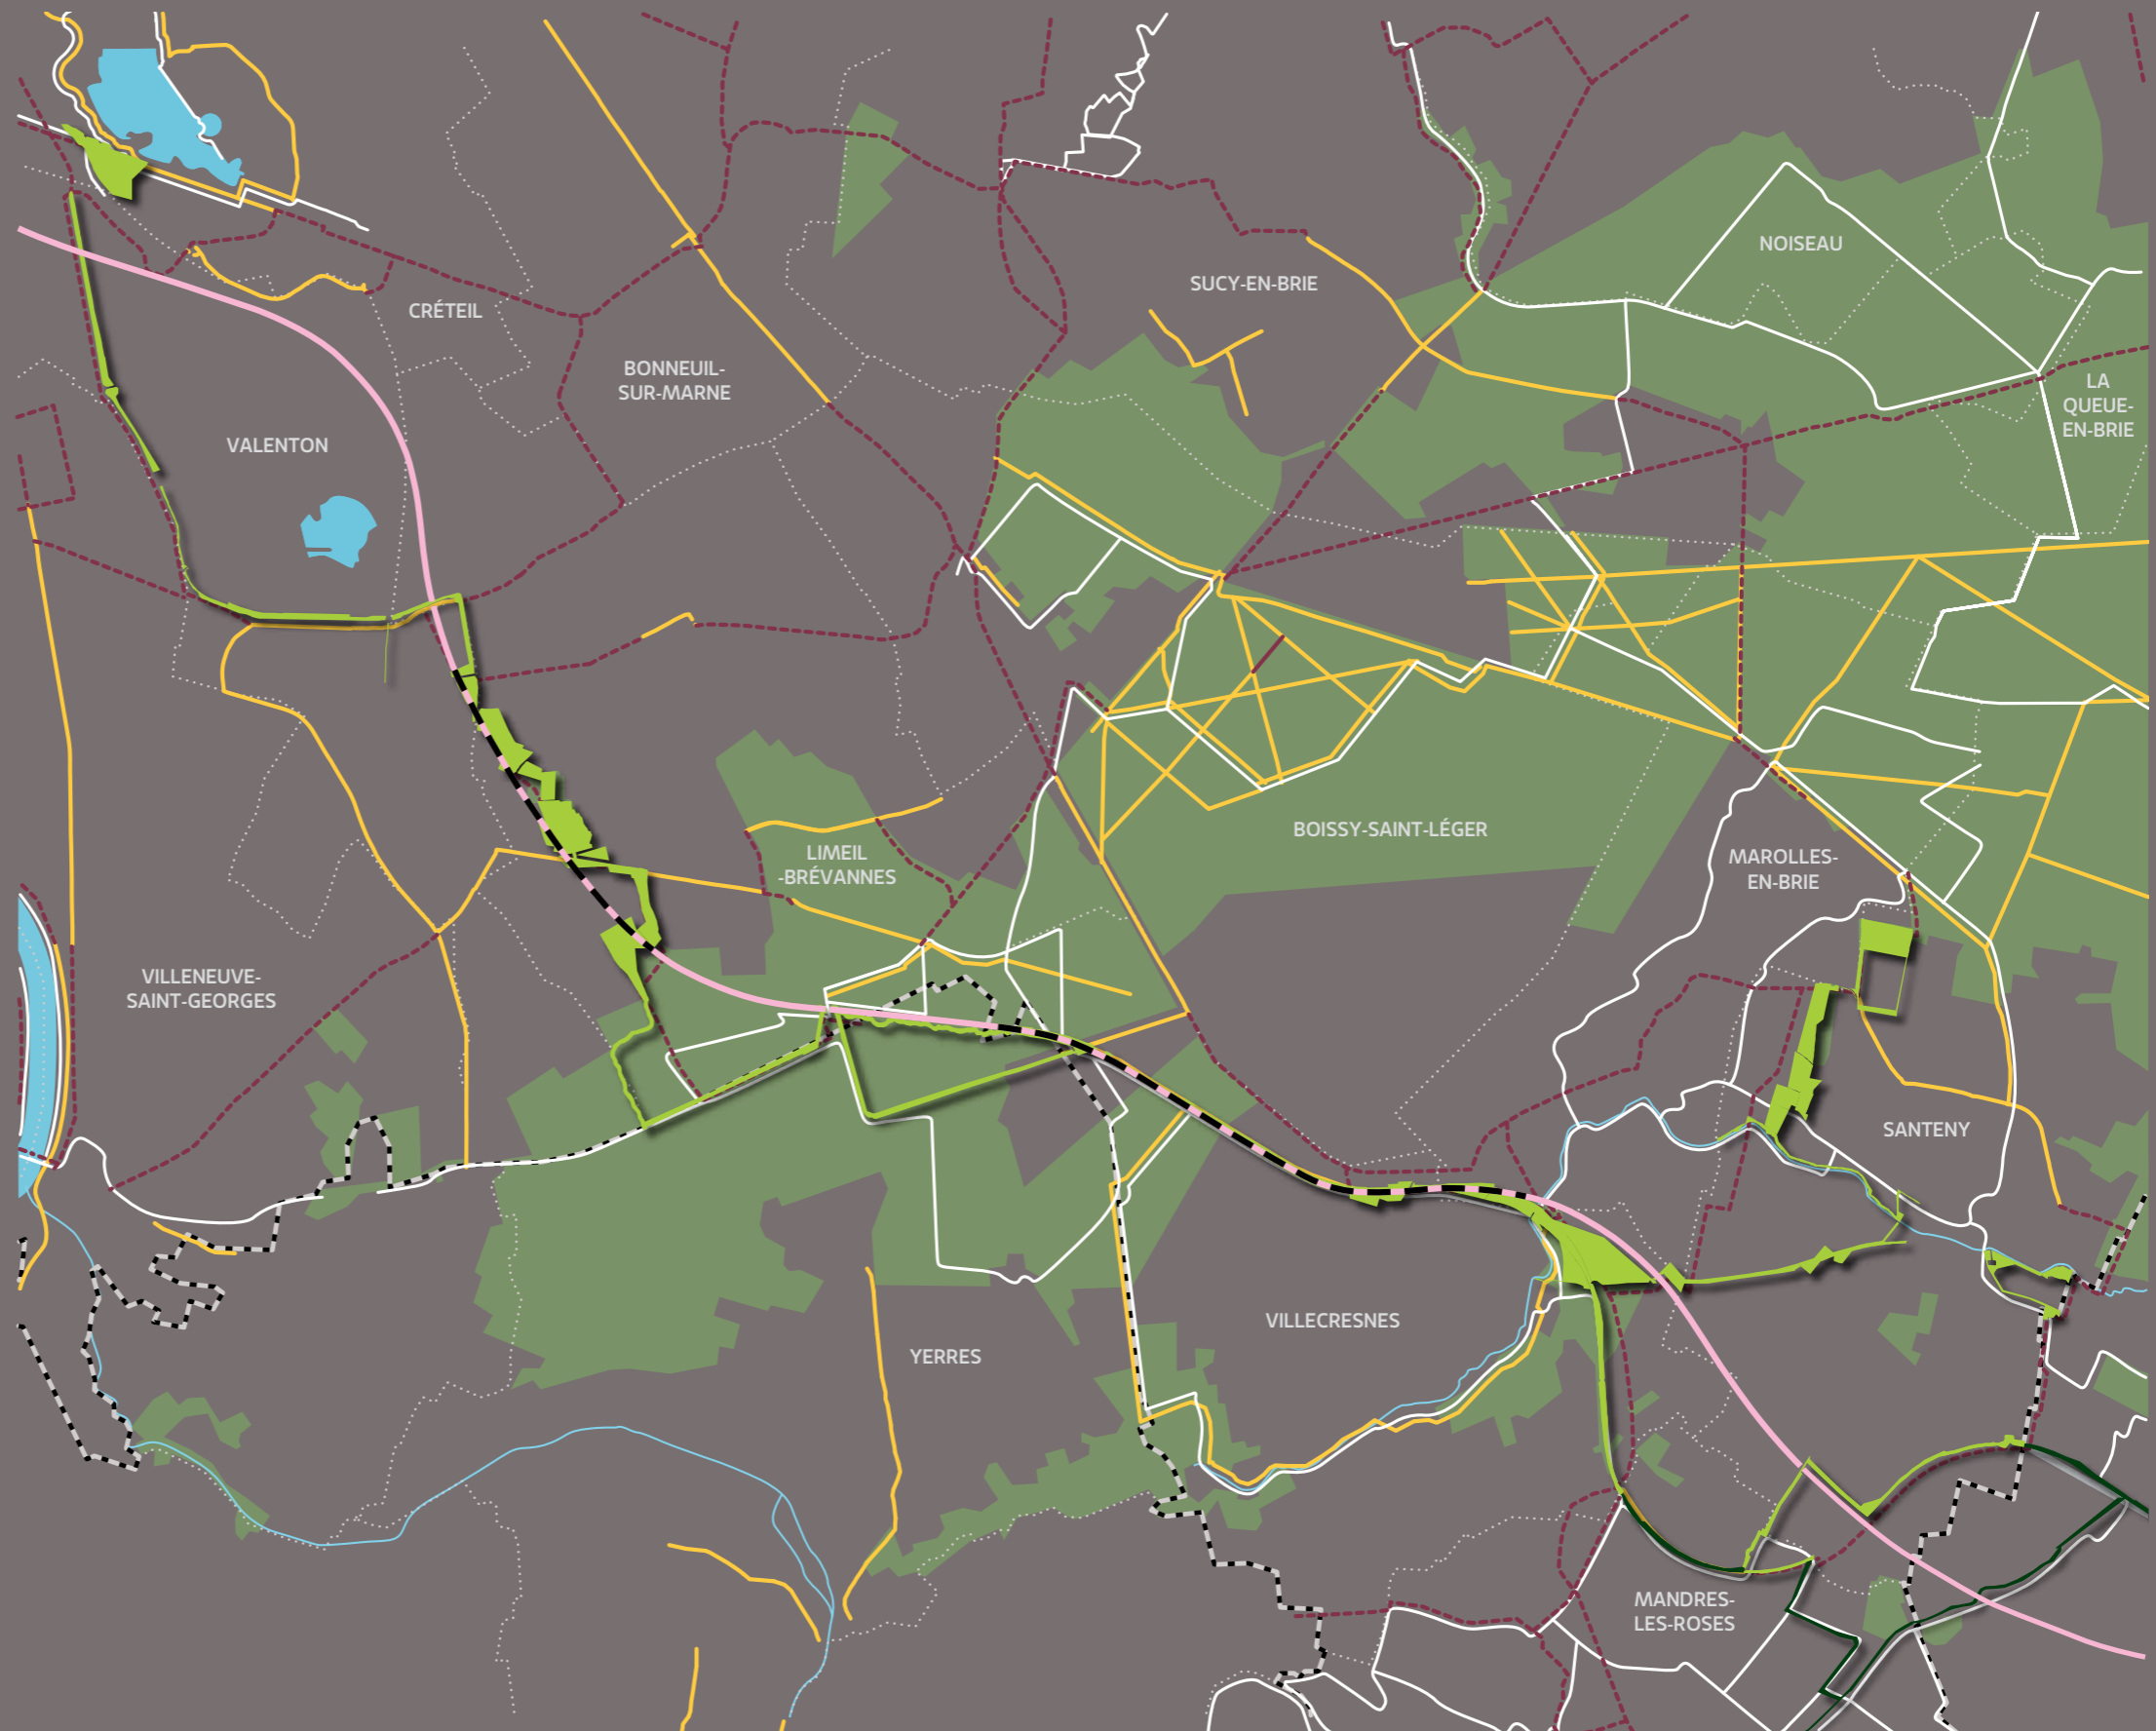 NOISEAU
SUCY-EN-BRIE
CRÉTEIL
BONNEUIL-
SUR-MARNE
LA
QUEUE-
EN-BRIE
VALENTON
BOISSY-SAINT-LÉGER
LIMEIL
-BRÉVANNES
MAROLLES-
EN-BRIE
VILLENEUVE-
SAINT-GEORGES
SANTENY
VILLECRESNES
YERRES
MANDRES-
LES-ROSES